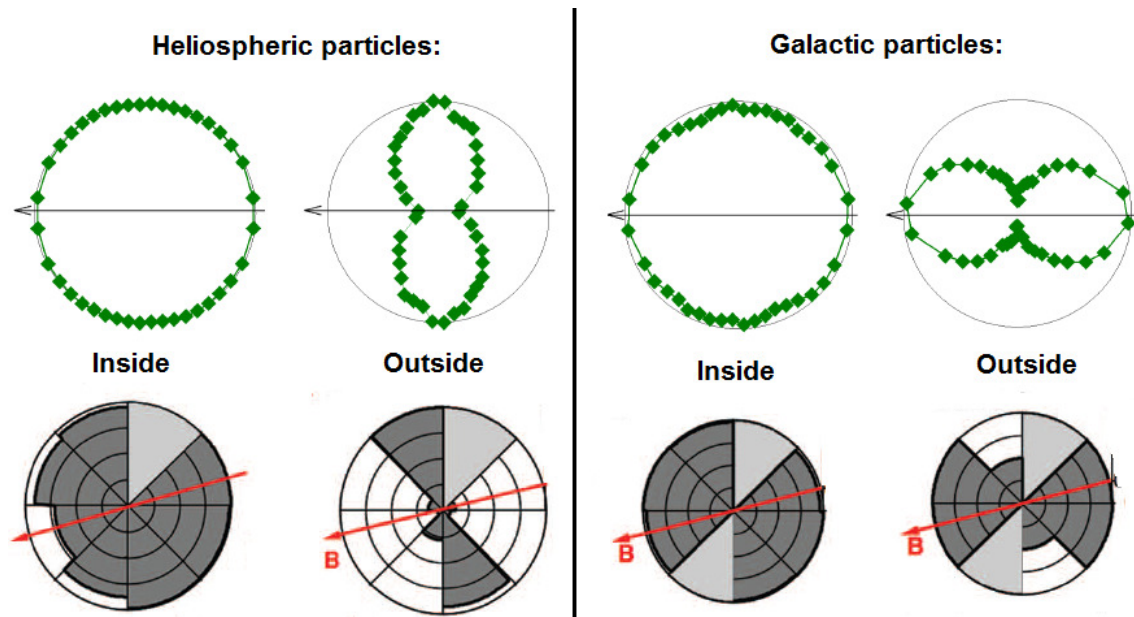 Heliospheric particles:
Galactic particles:
Inside
Outside
Inside
Outside
B
B
B
B